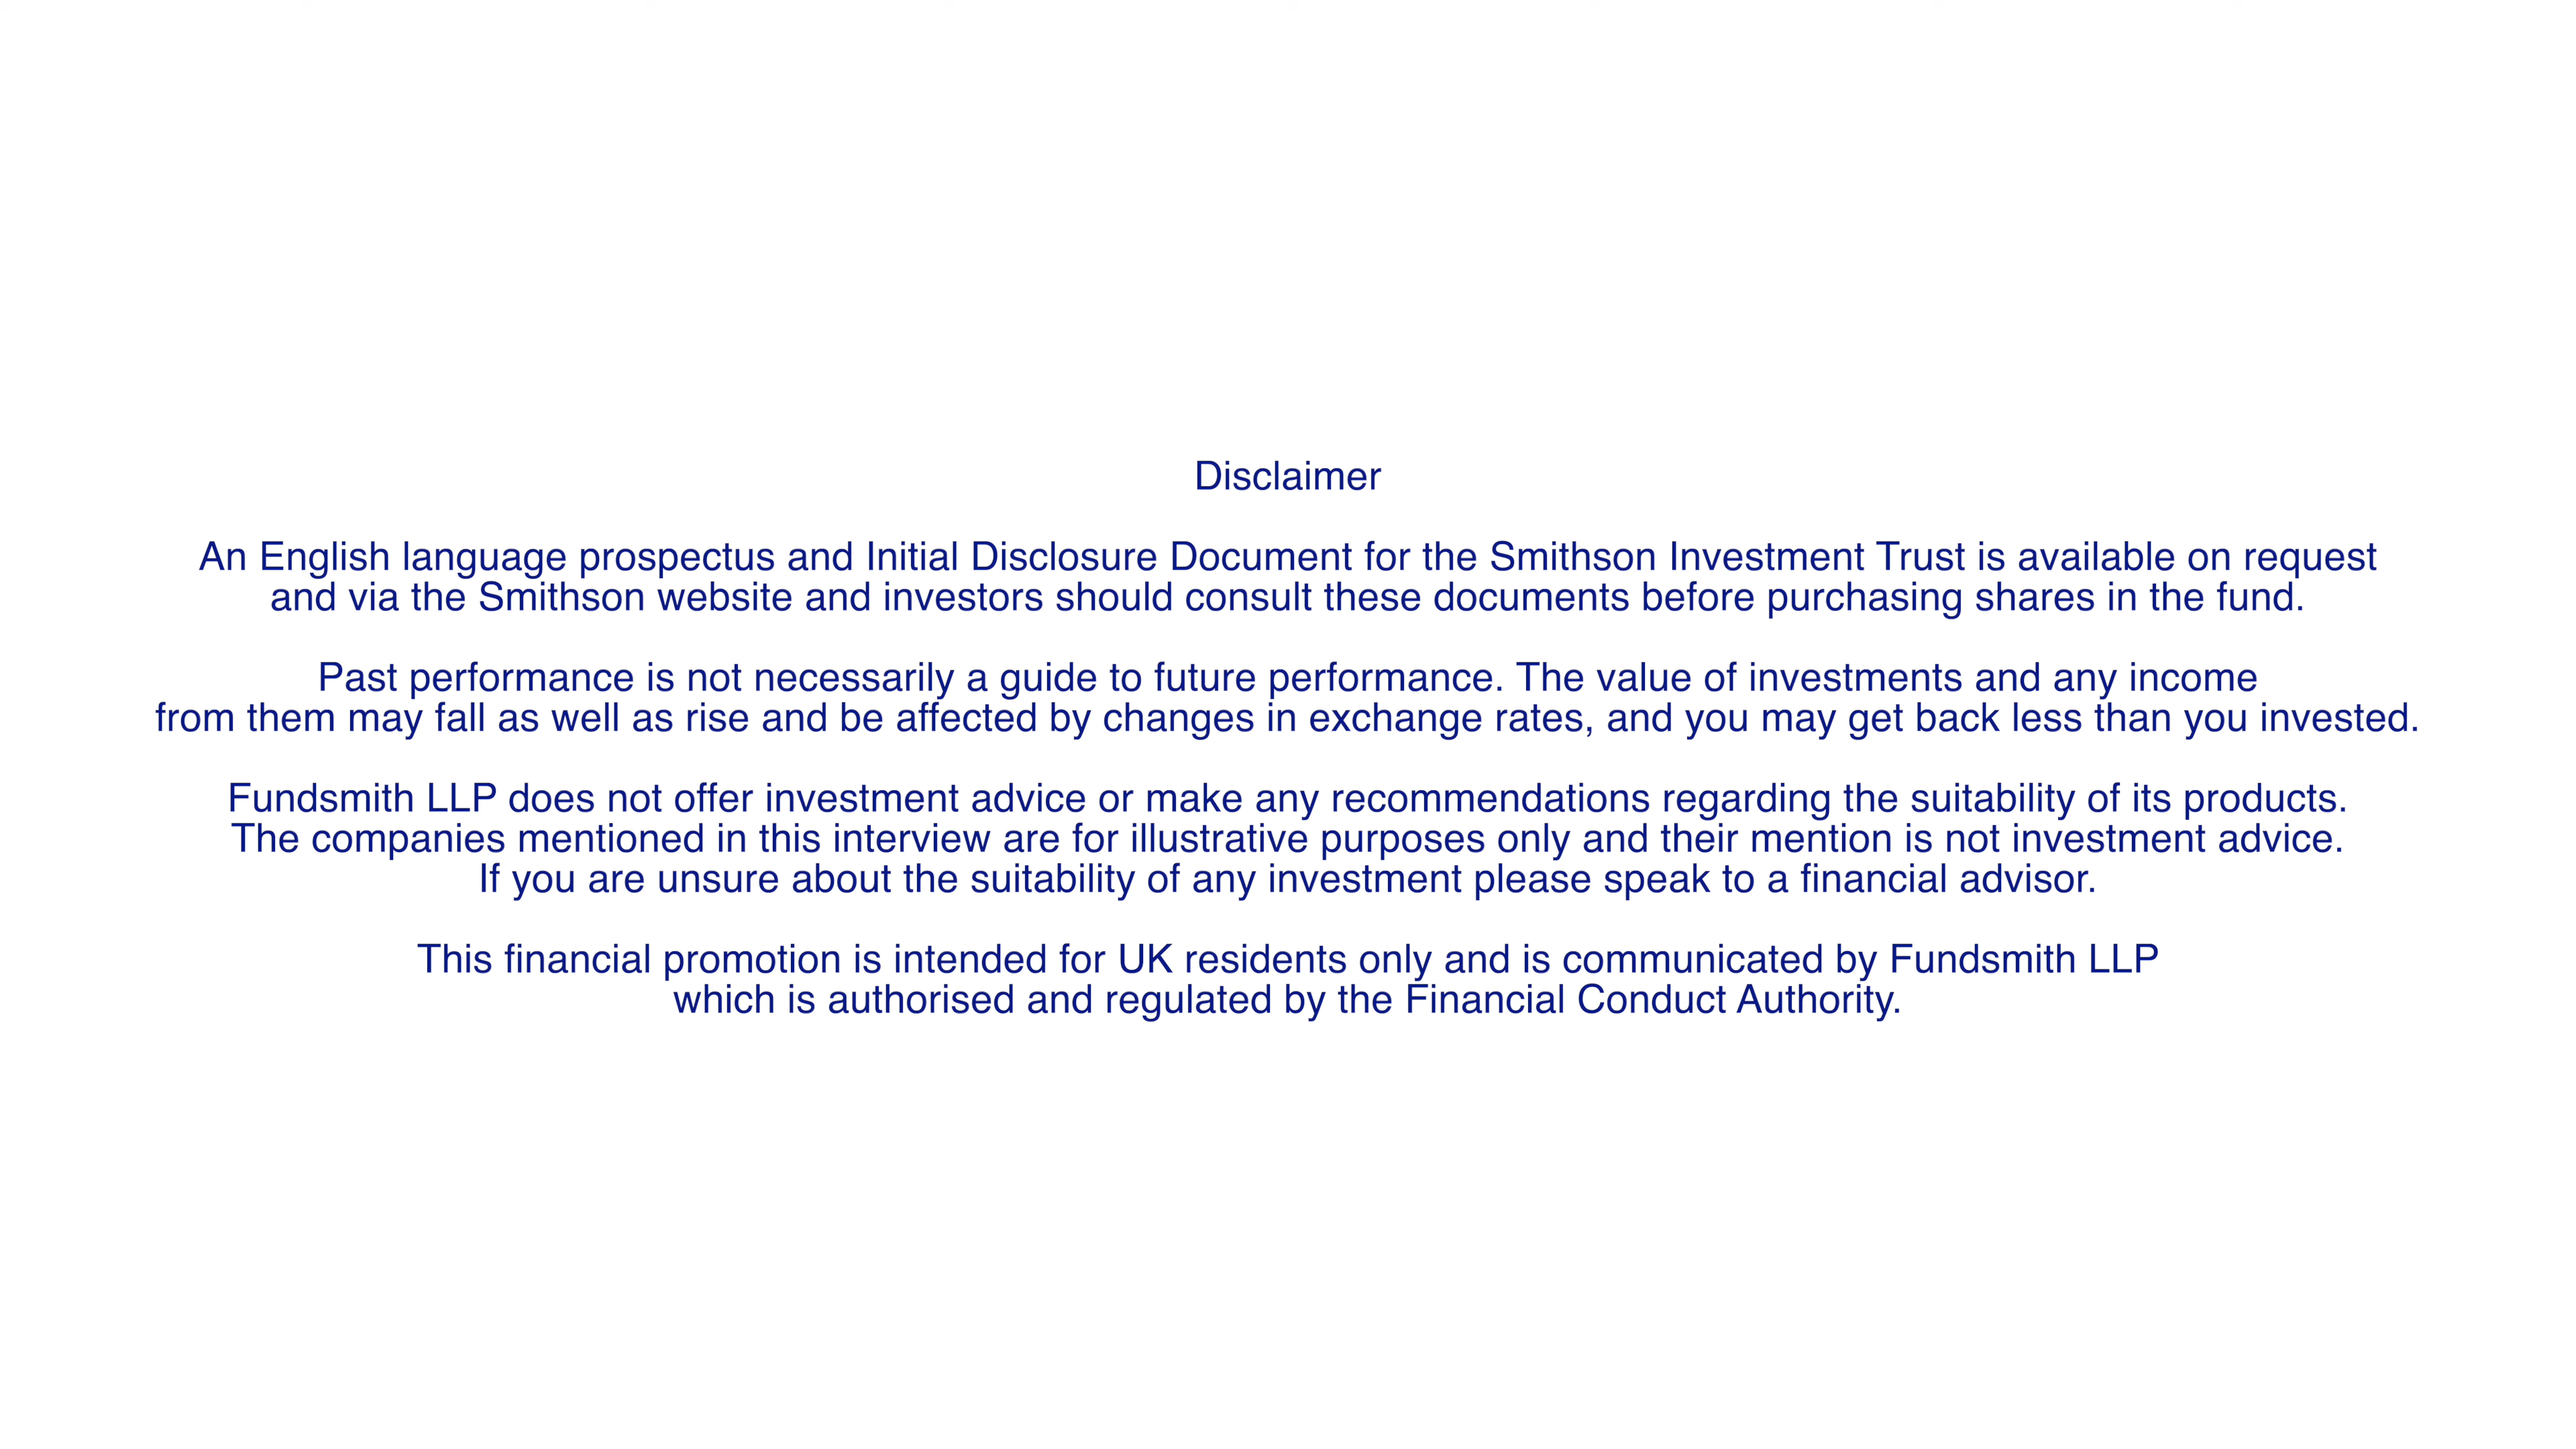 Disclaimer
An English language prospectus and Initial Disclosure Document for the Smithson Investment Trust is available on request
and via the Smithson website and investors should consult these documents before purchasing shares in the fund.
Past performance is not necessarily a guide to future performance. The value of investments and any income
from them may fall as well as rise and be affected by changes in exchange rates, and you may get back less than you invested.
Fundsmith LLP does not offer investment advice or make any recommendations regarding the suitability of its products.
The companies mentioned in this interview are for illustrative purposes only and their mention is not investment advice.
If you are unsure about the suitability of any investment please speak to a financial advisor.
This financial promotion is intended for UK residents only and is communicated by Fundsmith LLP
which is authorised and regulated by the Financial Conduct Authority.